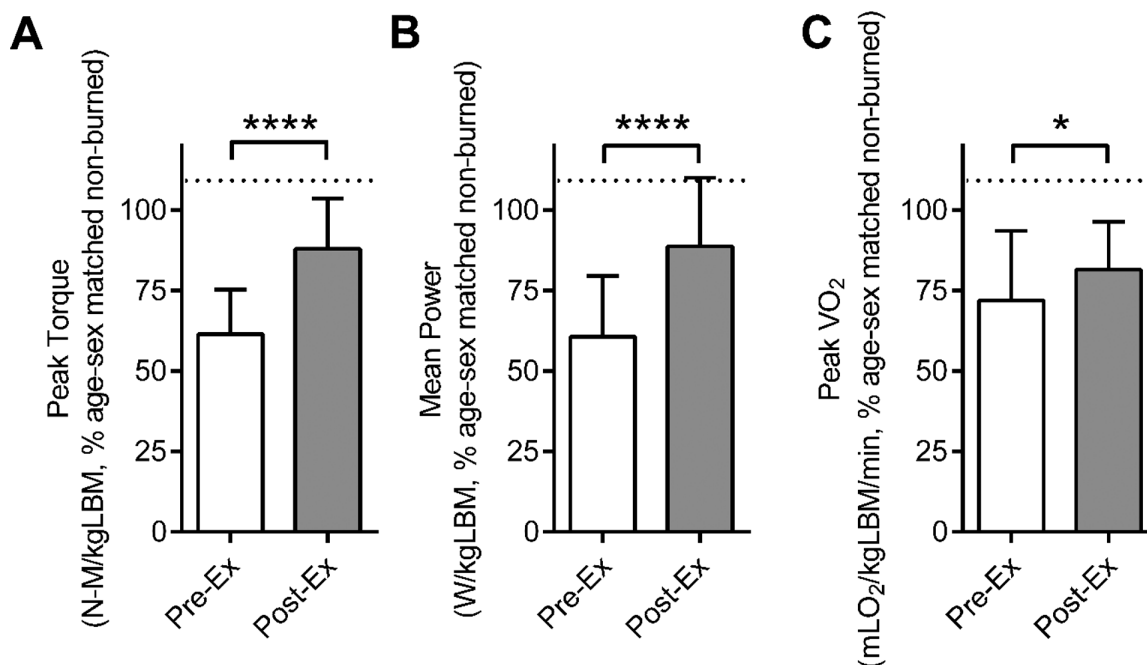 A
Peak Torque
(N-M/kgLBM, % age-sex matched non-burned)
****
100
75
50
25
0
Pre-Ex
Post-Ex
B
Mean Power
(W/kgLBM, % age-sex matched non-burned)
****
100
75
50
25
0
Pre-Ex
Post-Ex
C
Peak VO₂
(mLO₂/kgLBM/min, % age-sex matched non-burned)
*
100
75
50
25
0
Pre-Ex
Post-Ex